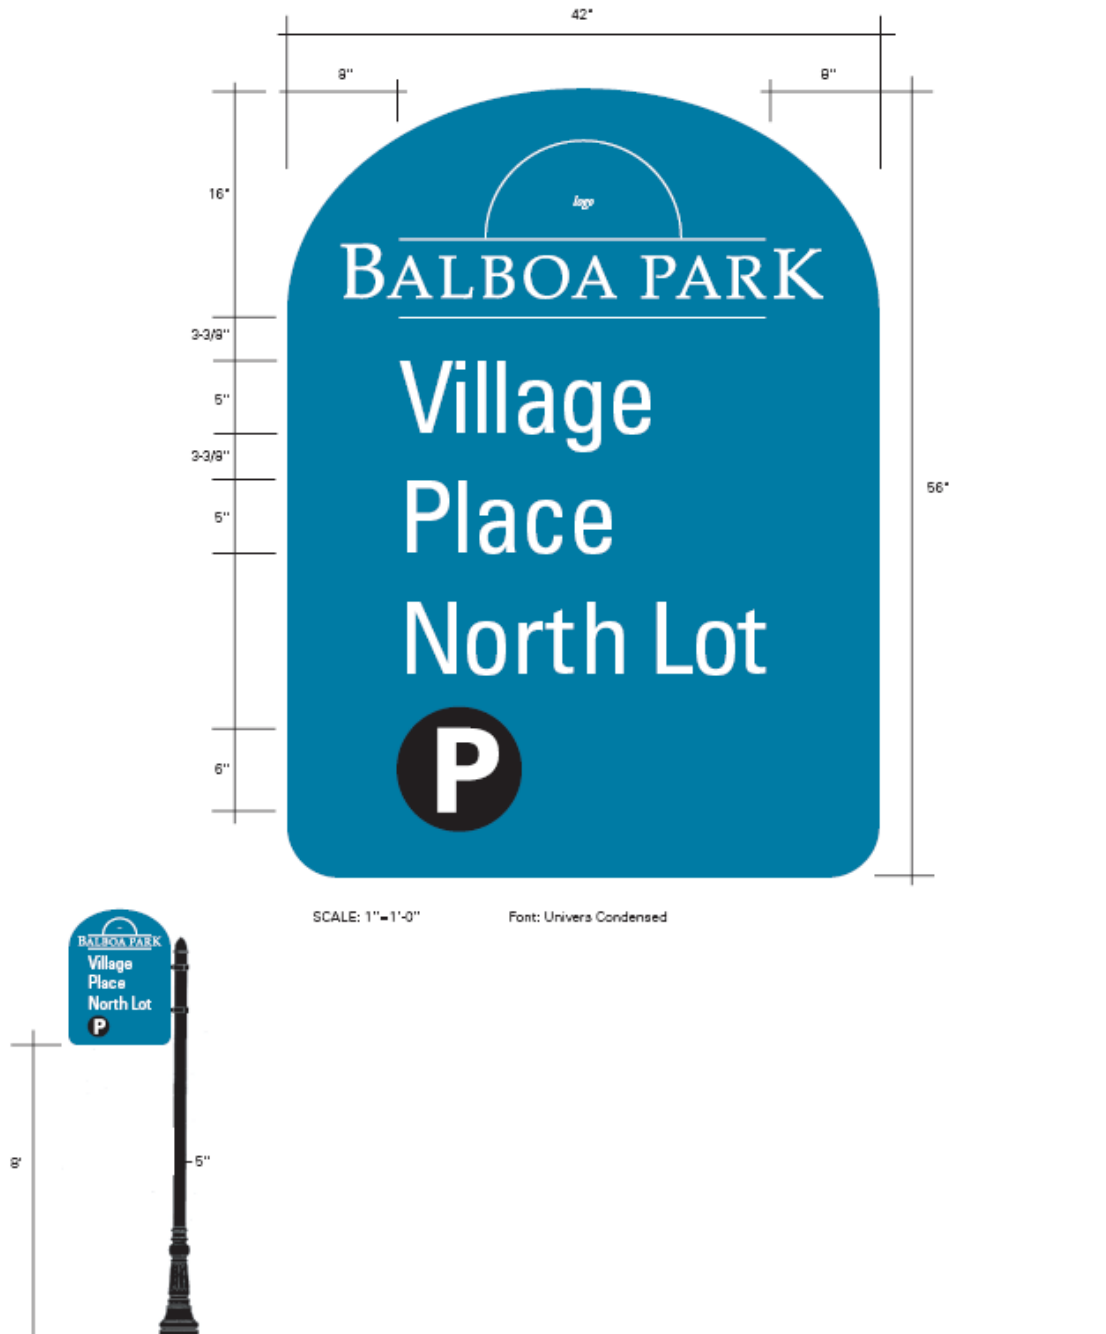 42"
8"
8"
16"
logo
BALBOA PARK
3-3/8"
Village
5"
3-3/8"
56"
Place
5"
North Lot
P
6"
SCALE: 1"=1'-0"
Font: Univers Condensed
BALBOA PARK
Village
Place
North Lot
P
8'
5"